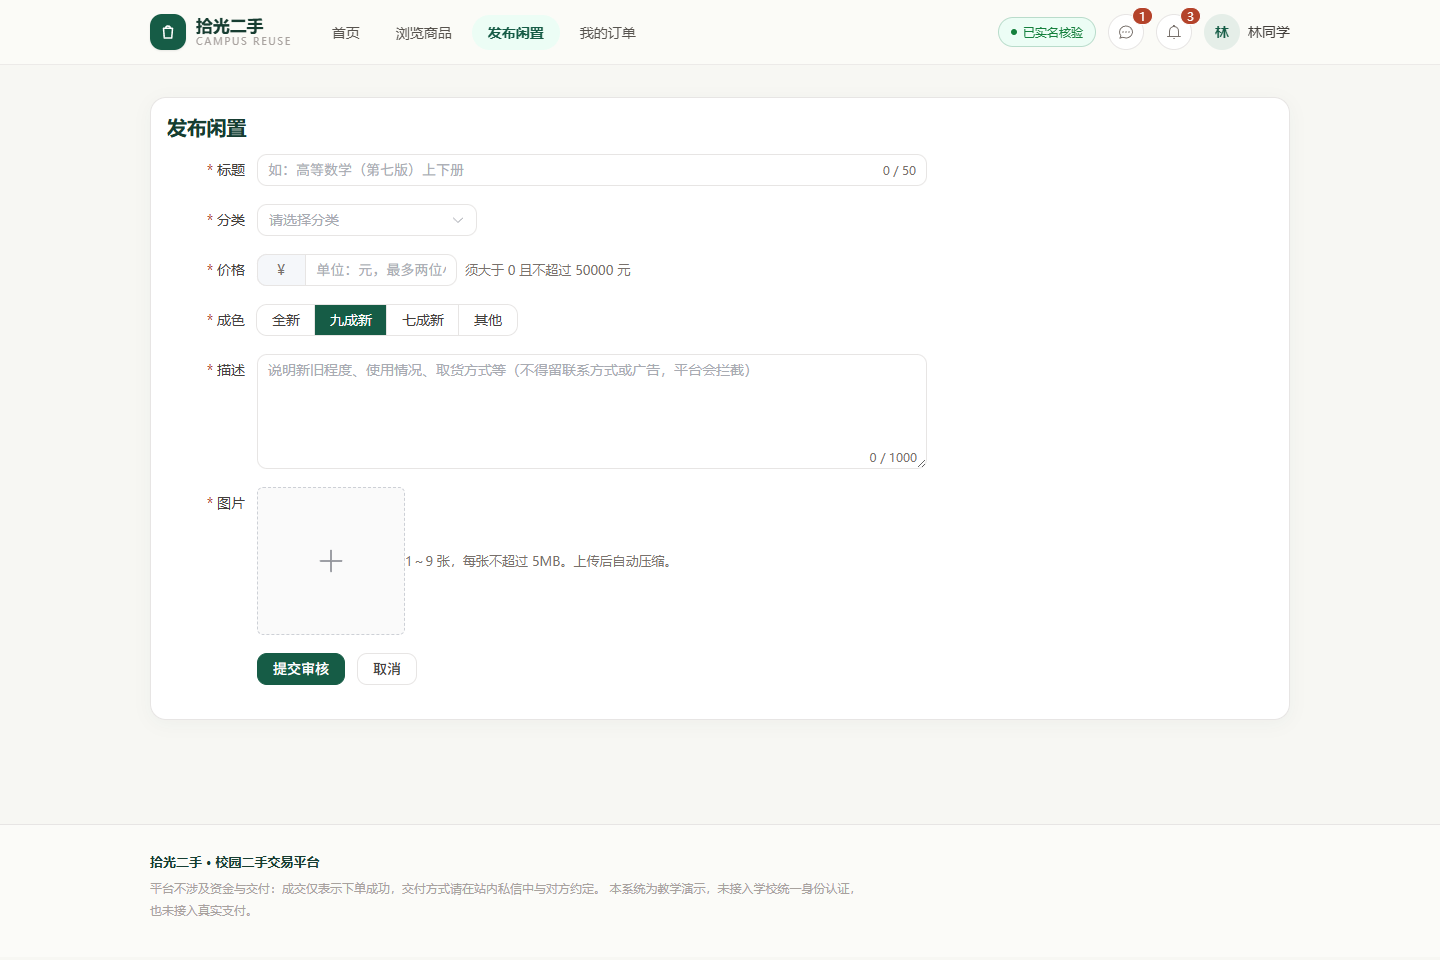 拾光二手
CAMPUS REUSE
首页
浏览商品
发布闲置
我的订单
已实名核验
1
3
林
林同学
发布闲置
* 标题
如：高等数学（第七版）上下册
0 / 50
* 分类
请选择分类
* 价格
¥
单位：元，最多两位
须大于 0 且不超过 50000 元
* 成色
全新
九成新
七成新
其他
* 描述
说明新旧程度、使用情况、取货方式等（不得留联系方式或广告，平台会拦截）
0 / 1000
* 图片
1～9 张，每张不超过 5MB。上传后自动压缩。
提交审核
取消
拾光二手 • 校园二手交易平台
平台不涉及资金与交付：成交仅表示下单成功，交付方式请在站内私信中与对方约定。 本系统为教学演示，未接入学校统一身份认证，
也未接入真实支付。